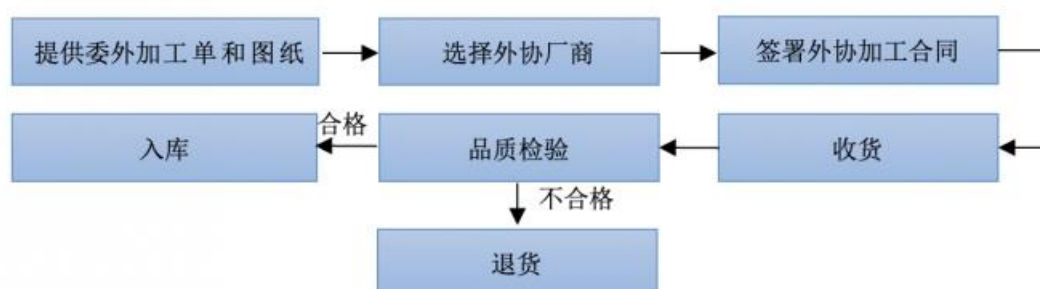 提供委外加工单和图纸
选择外协厂商
签署外协加工合同
入库
合格
品质检验
收货
不合格
退货